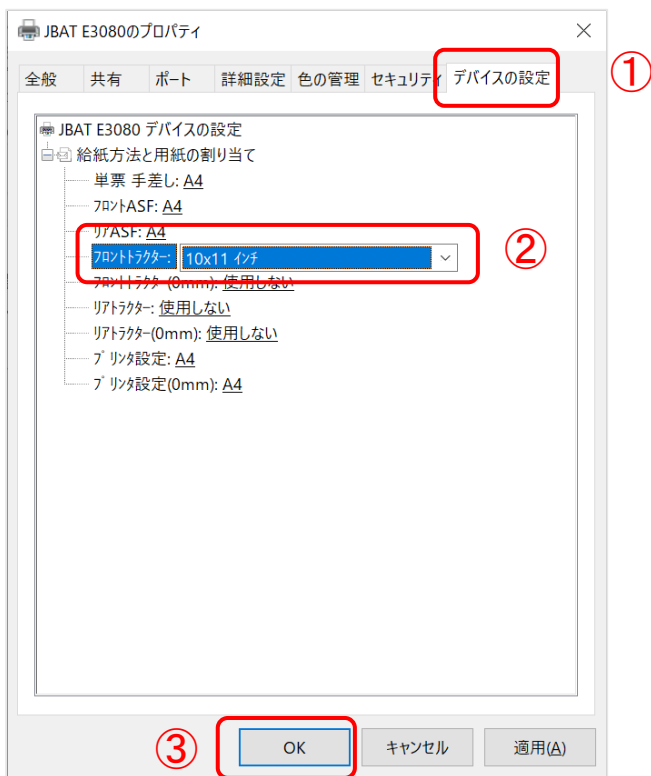 JBAT E3080のプロパティ
全般 共有 ポート 詳細設定 色の管理 セキュリティ デバイスの設定 ①
JBAT E3080 デバイスの設定
給紙方法と用紙の割り当て
単票 手差し: A4
ﾌﾛﾝﾄASF: A4
ﾘｱASF: A4
ﾌﾛﾝﾄﾄﾗｸﾀｰ: 10x11 ｲﾝﾁ ②
ﾌﾛﾝﾄﾄﾗｸﾀｰ(0mm): 使用しない
ﾘｱﾄﾗｸﾀｰ: 使用しない
ﾘｱﾄﾗｸﾀｰ(0mm): 使用しない
ﾌﾟﾘﾝﾀ設定: A4
ﾌﾟﾘﾝﾀ設定(0mm): A4
③ OK キャンセル 適用(A)